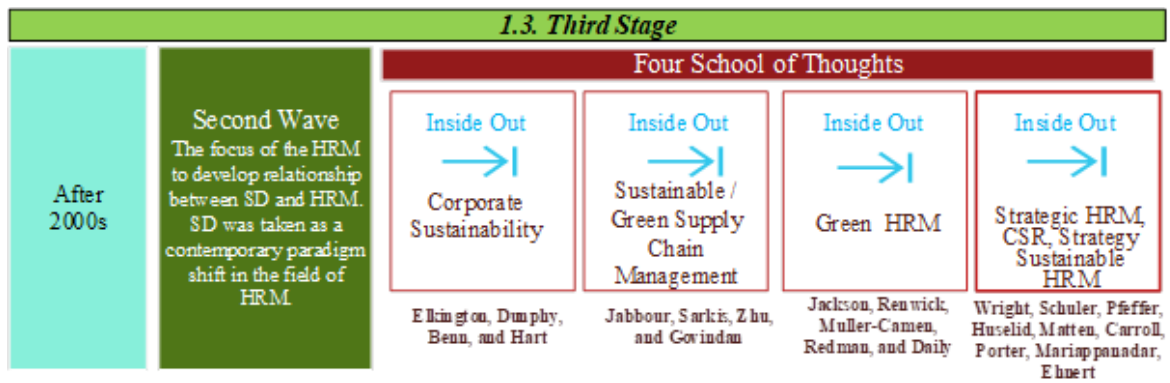 1.3. Third Stage
After
2000s
Second Wave
The focus of the HRM
to develop relationship
between SD and HRM.
SD was taken as a
contemporary paradigm
shift in the field of
HRM.
Four School of Thoughts
Inside Out
Corporate
Sustainability
Elkington, Dunphy,
Benn, and Hart
Inside Out
Sustainable /
Green Supply
Chain
Management
Jabbour, Sarkis, Zhu,
and Govindan
Inside Out
Green HRM
Jackson, Renwick,
Muller-Camen,
Redman, and Daily
Inside Out
Strategic HRM,
CSR, Strategy
Sustainable
HRM
Wright, Schuler, Pfeffer,
Huselid, Matten, Carroll,
Porter, Mariappanadar,
Ehnert